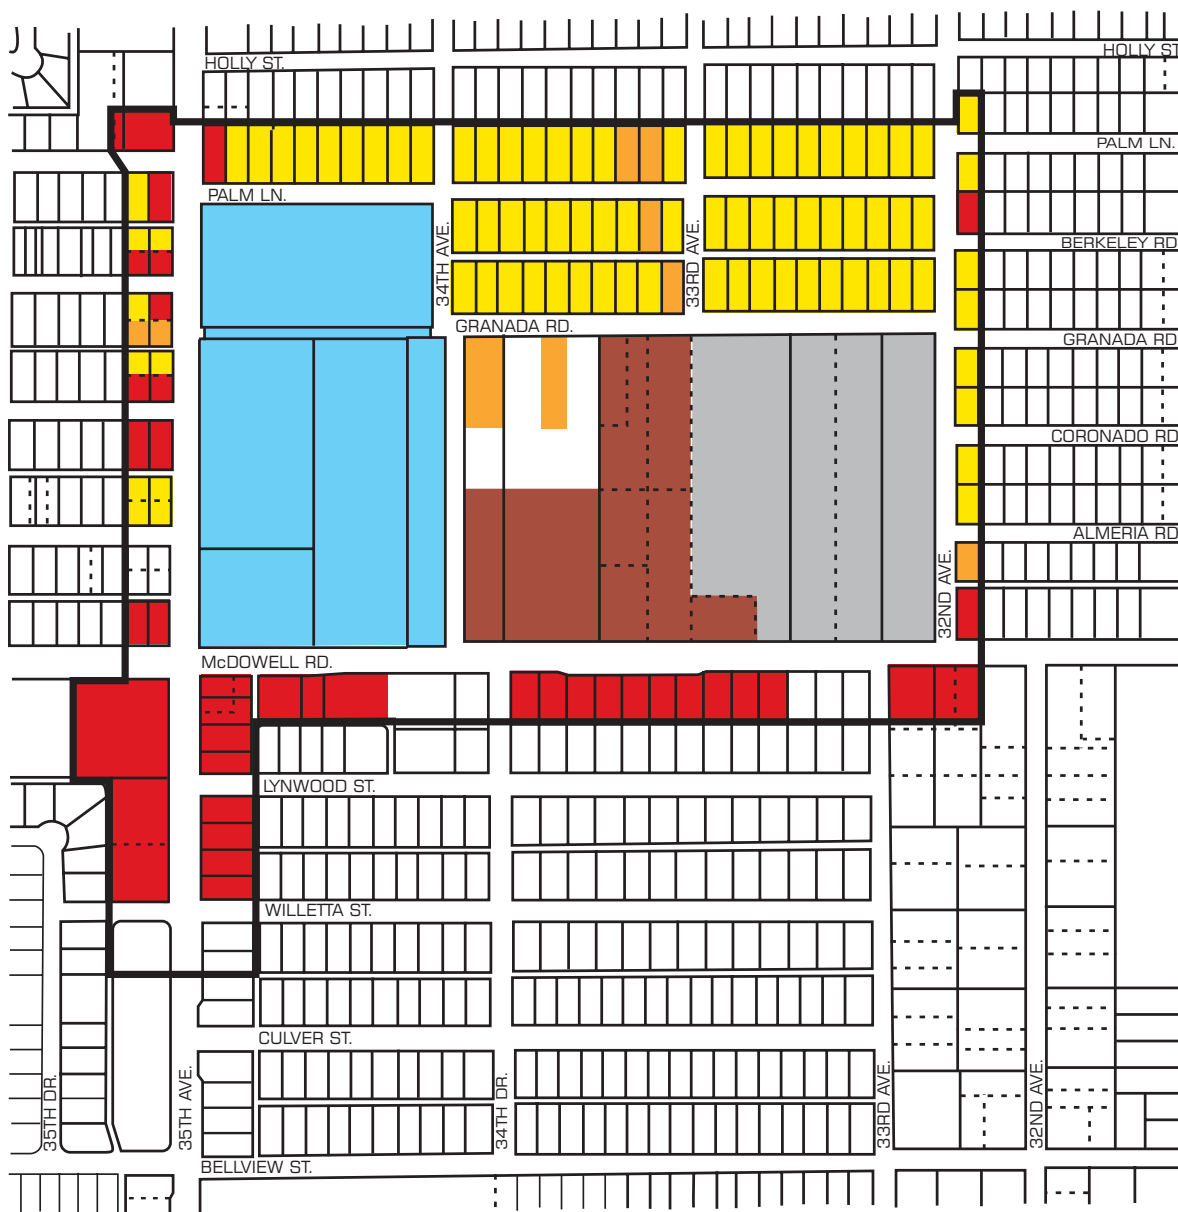 HOLLY ST.
HOLLY ST
PALM LN.
PALM LN.
34TH AVE.
33RD AVE.
BERKELEY RD
GRANADA RD.
GRANADA RD
CORONADO RD
ALMERIA RD
32ND AVE.
McDOWELL RD.
LYNWOOD ST.
WILLETTA ST.
CULVER ST.
35TH DR.
35TH AVE.
34TH DR.
33RD AVE.
32ND AVE.
BELLVIEW ST.